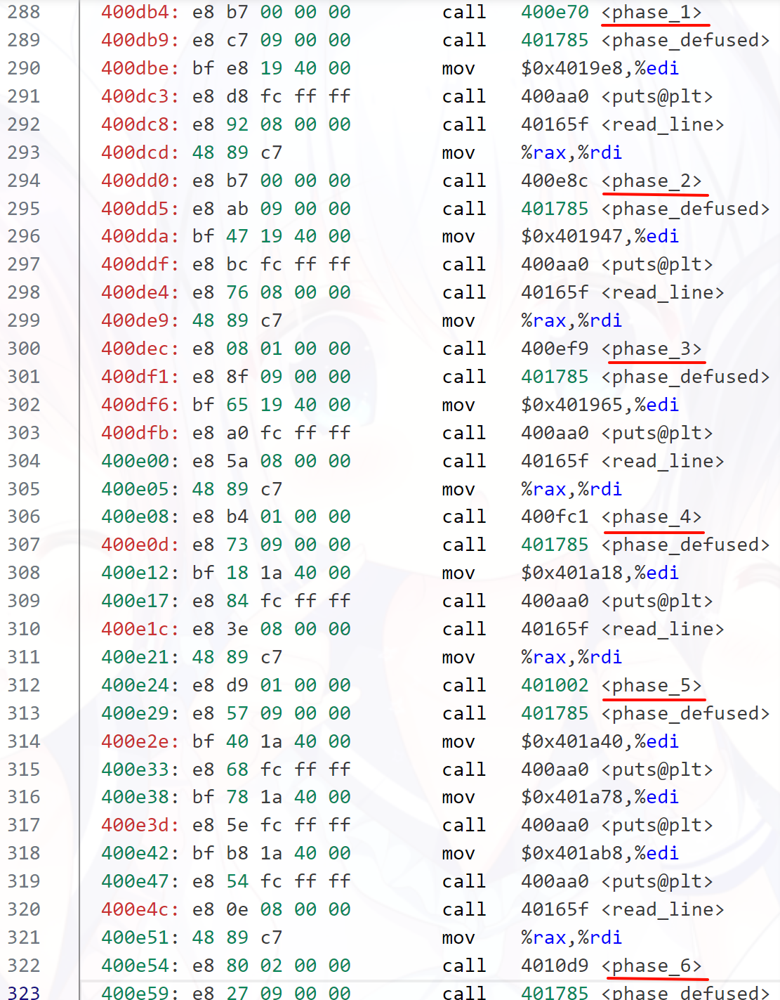 288 400db4: e8 b7 00 00 00 call 400e70 <phase_1>
289 400db9: e8 c7 09 00 00 call 401785 <phase_defused>
290 400dbe: bf e8 19 40 00 mov $0x4019e8,%edi
291 400dc3: e8 d8 fc ff ff call 400aa0 <puts@plt>
292 400dc8: e8 92 08 00 00 call 40165f <read_line>
293 400dcd: 48 89 c7 mov %rax,%rdi
294 400dd0: e8 b7 00 00 00 call 400e8c <phase_2>
295 400dd5: e8 ab 09 00 00 call 401785 <phase_defused>
296 400dda: bf 47 19 40 00 mov $0x401947,%edi
297 400ddf: e8 bc fc ff ff call 400aa0 <puts@plt>
298 400de4: e8 76 08 00 00 call 40165f <read_line>
299 400de9: 48 89 c7 mov %rax,%rdi
300 400dec: e8 08 01 00 00 call 400ef9 <phase_3>
301 400df1: e8 8f 09 00 00 call 401785 <phase_defused>
302 400df6: bf 65 19 40 00 mov $0x401965,%edi
303 400dfb: e8 a0 fc ff ff call 400aa0 <puts@plt>
304 400e00: e8 5a 08 00 00 call 40165f <read_line>
305 400e05: 48 89 c7 mov %rax,%rdi
306 400e08: e8 b4 01 00 00 call 400fc1 <phase_4>
307 400e0d: e8 73 09 00 00 call 401785 <phase_defused>
308 400e12: bf 18 1a 40 00 mov $0x401a18,%edi
309 400e17: e8 84 fc ff ff call 400aa0 <puts@plt>
310 400e1c: e8 3e 08 00 00 call 40165f <read_line>
311 400e21: 48 89 c7 mov %rax,%rdi
312 400e24: e8 d9 01 00 00 call 401002 <phase_5>
313 400e29: e8 57 09 00 00 call 401785 <phase_defused>
314 400e2e: bf 40 1a 40 00 mov $0x401a40,%edi
315 400e33: e8 68 fc ff ff call 400aa0 <puts@plt>
316 400e38: bf 78 1a 40 00 mov $0x401a78,%edi
317 400e3d: e8 5e fc ff ff call 400aa0 <puts@plt>
318 400e42: bf b8 1a 40 00 mov $0x401ab8,%edi
319 400e47: e8 54 fc ff ff call 400aa0 <puts@plt>
320 400e4c: e8 0e 08 00 00 call 40165f <read_line>
321 400e51: 48 89 c7 mov %rax,%rdi
322 400e54: e8 80 02 00 00 call 4010d9 <phase_6>
323 400e59: e8 27 09 00 00 call 401785 <phase_defused>